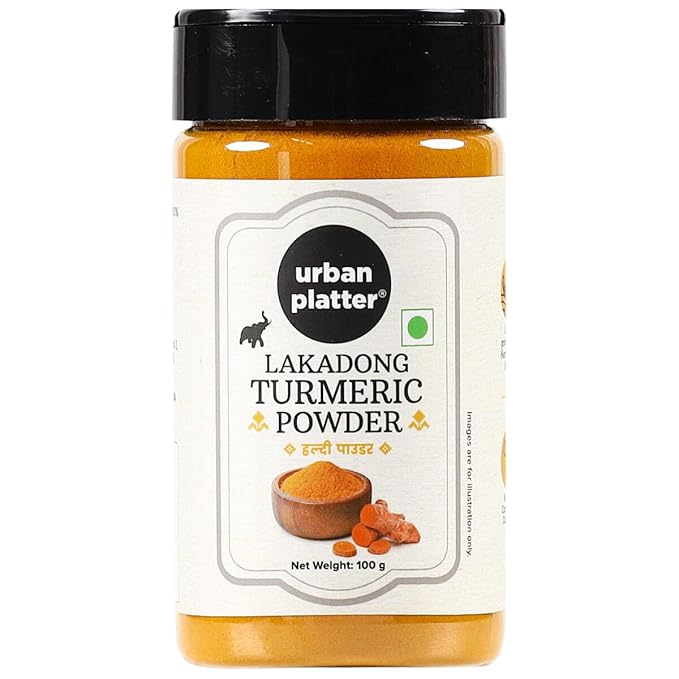 urban
platter®
LAKADONG
TURMERIC
POWDER
हल्दी पाउडर
Net Weight: 100 g
Images are for illustration only.